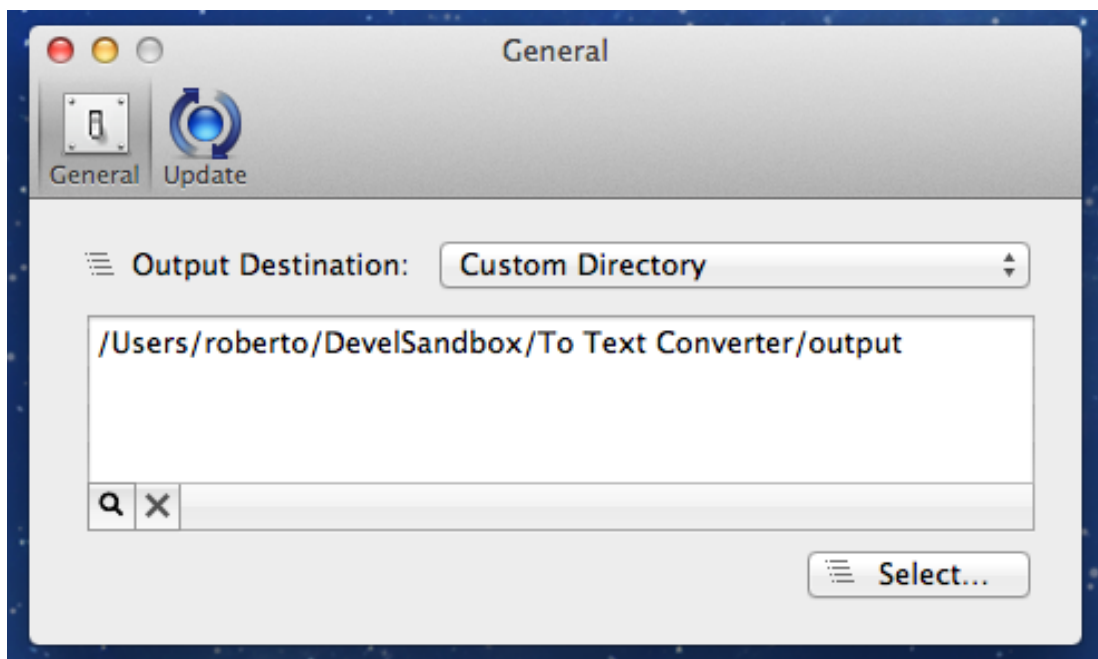 General
General Update
Output Destination: Custom Directory
/Users/roberto/DevelSandbox/To Text Converter/output
Select...